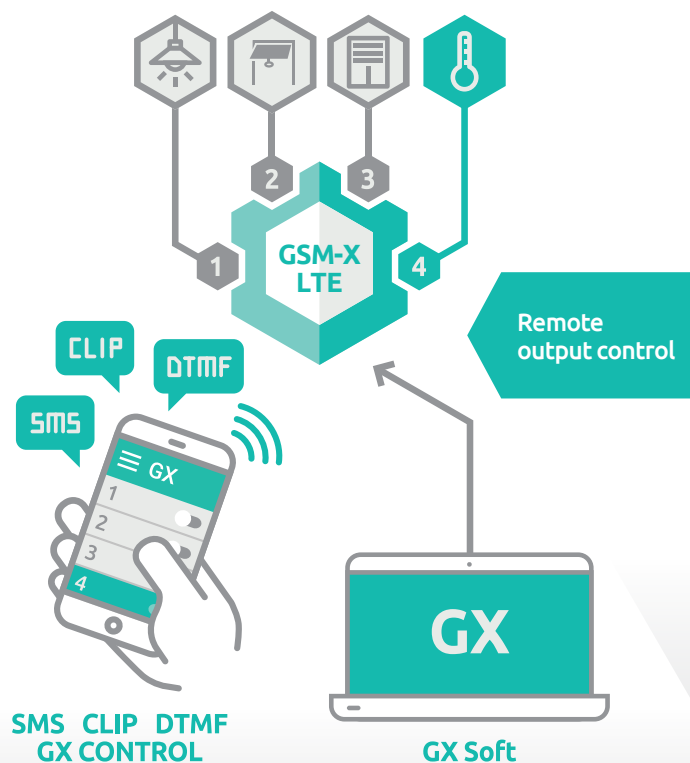 2
3
1
GSM-X
LTE
4
Remote
output control
CLIP
DTMF
SMS
GX
1
2
3
4
GX
SMS CLIP DTMF
GX CONTROL
GX Soft